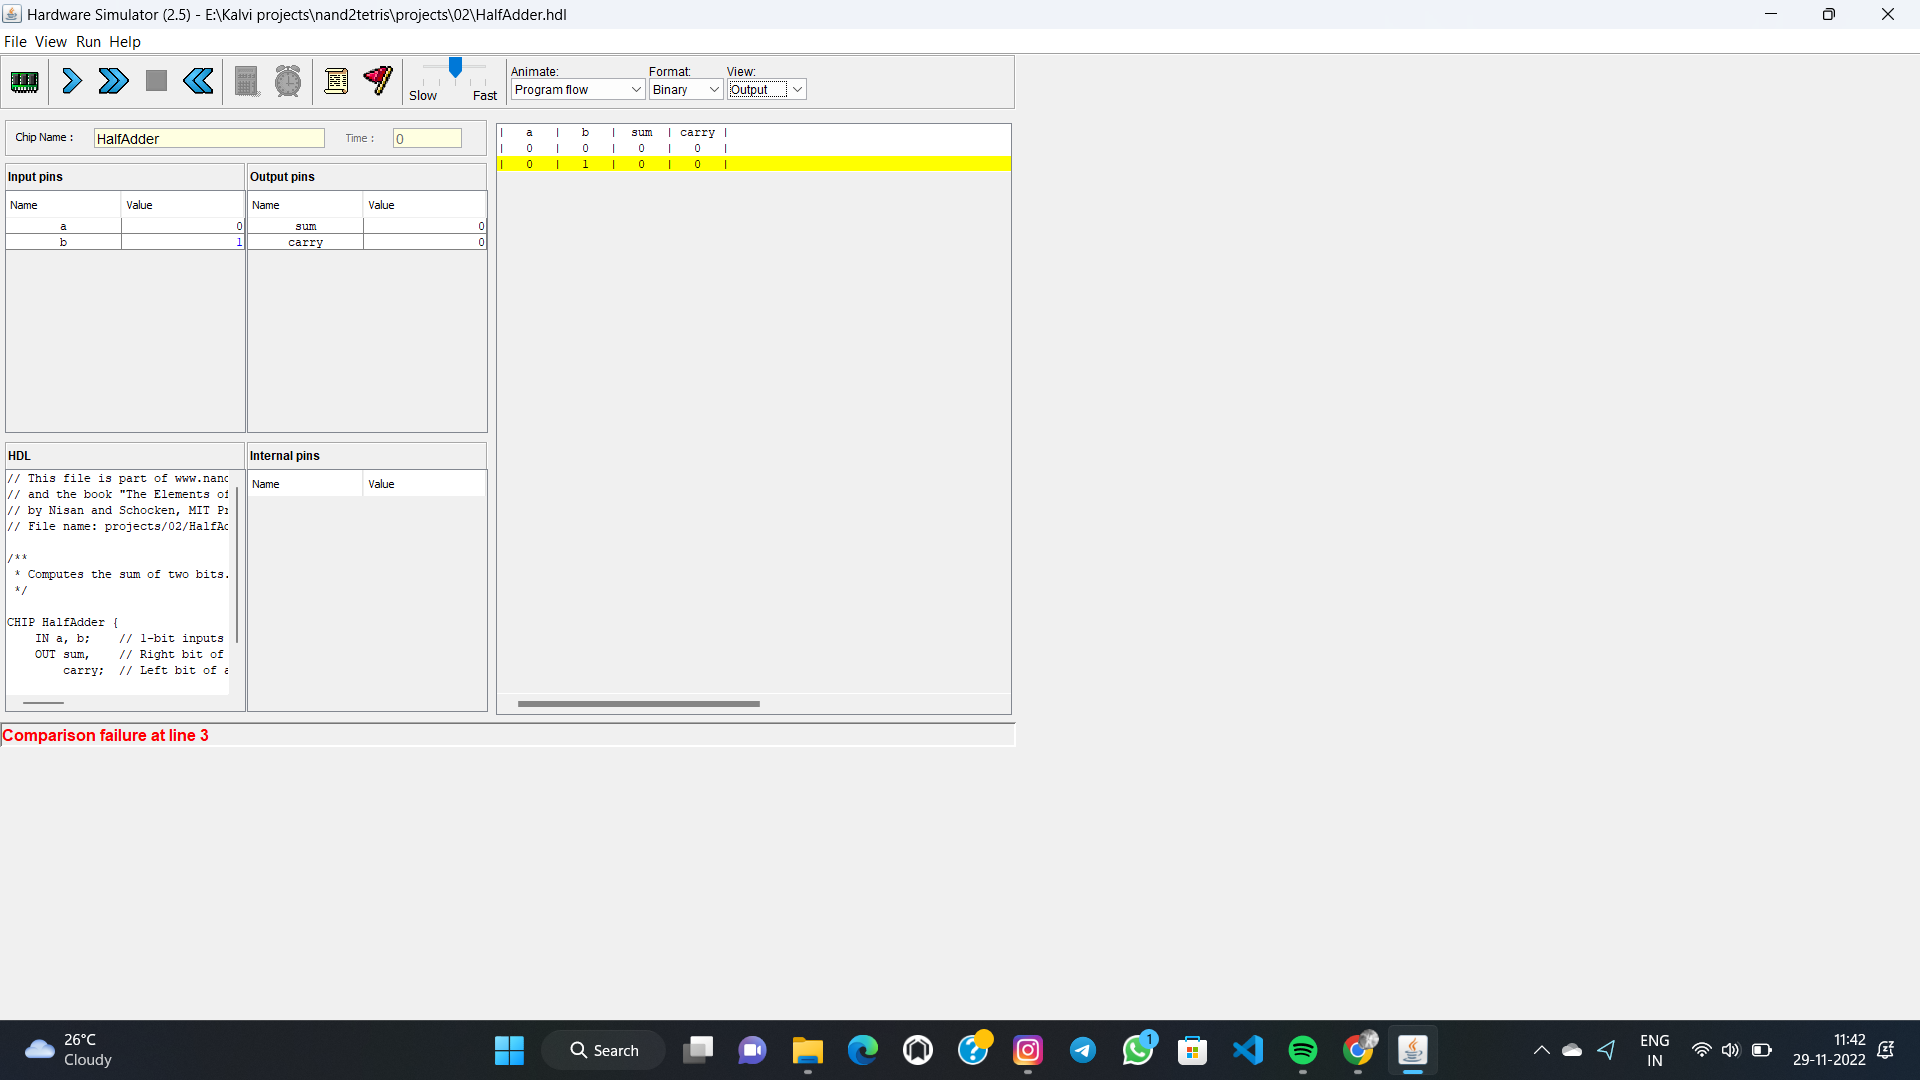 Hardware Simulator (2.5) - E:\Kalvi projects\nand2tetris\projects\02\HalfAdder.hdl
File View Run Help
Slow Fast
Animate: Format: View:
Program flow Binary Output
Chip Name : HalfAdder Time : 0
Input pins
Name Value
a 0
b 1
Output pins
Name Value
sum 0
carry 0
| a | b | sum | carry |
| 0 | 0 | 0 | 0 |
| 0 | 1 | 0 | 0 |
HDL
// This file is part of www.nand
// and the book "The Elements of
// by Nisan and Schocken, MIT Pr
// File name: projects/02/HalfAd
/**
* Computes the sum of two bits.
*/
CHIP HalfAdder {
IN a, b; // 1-bit inputs
OUT sum, // Right bit of
carry; // Left bit of a
Internal pins
Name Value
Comparison failure at line 3
26°C
Cloudy
Search
1
ENG
IN
11:42
29-11-2022